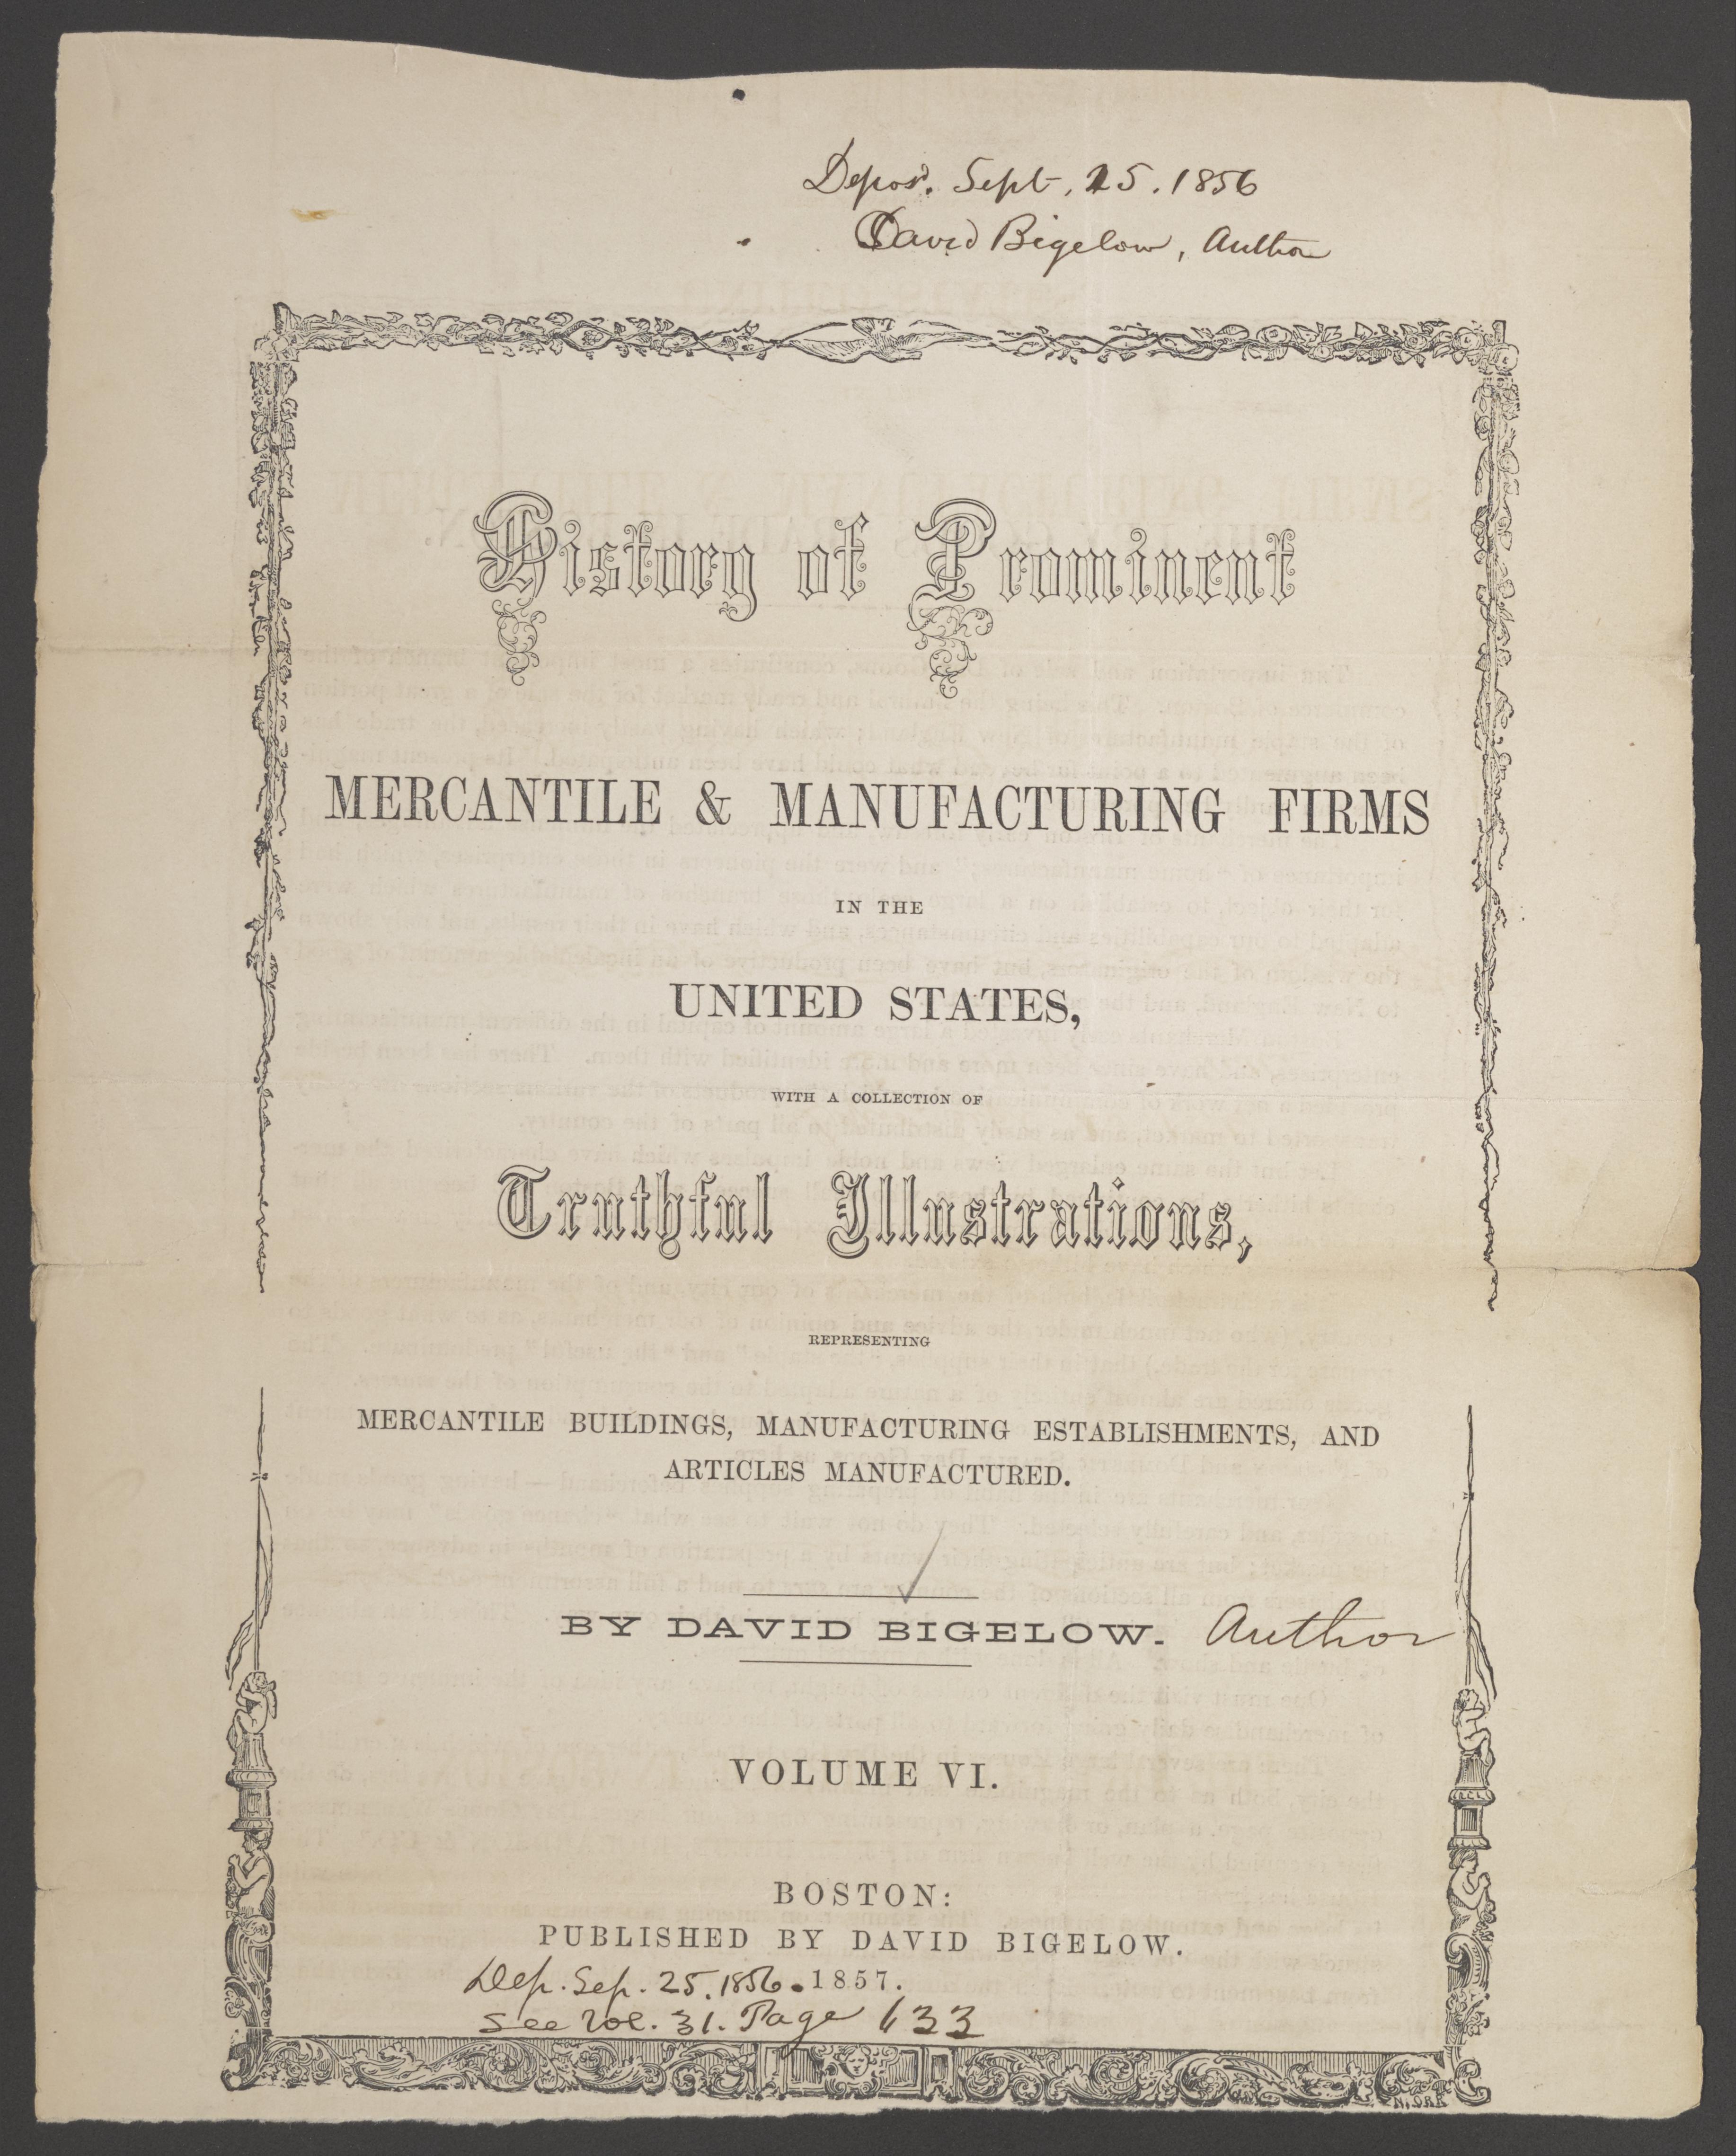 Depos'd. Sept. 25. 1856
David Bigelow, Author
History of Prominent
MERCANTILE & MANUFACTURING FIRMS
IN THE
UNITED STATES,
WITH A COLLECTION OF
Truthful Illustrations,
REPRESENTING
MERCANTILE BUILDINGS, MANUFACTURING ESTABLISHMENTS, AND
ARTICLES MANUFACTURED.
BY DAVID BIGELOW. Author
VOLUME VI.
BOSTON:
PUBLISHED BY DAVID BIGELOW.
Dep. Sep. 25. 1856. 1857.
See Vol. 31. Page 633